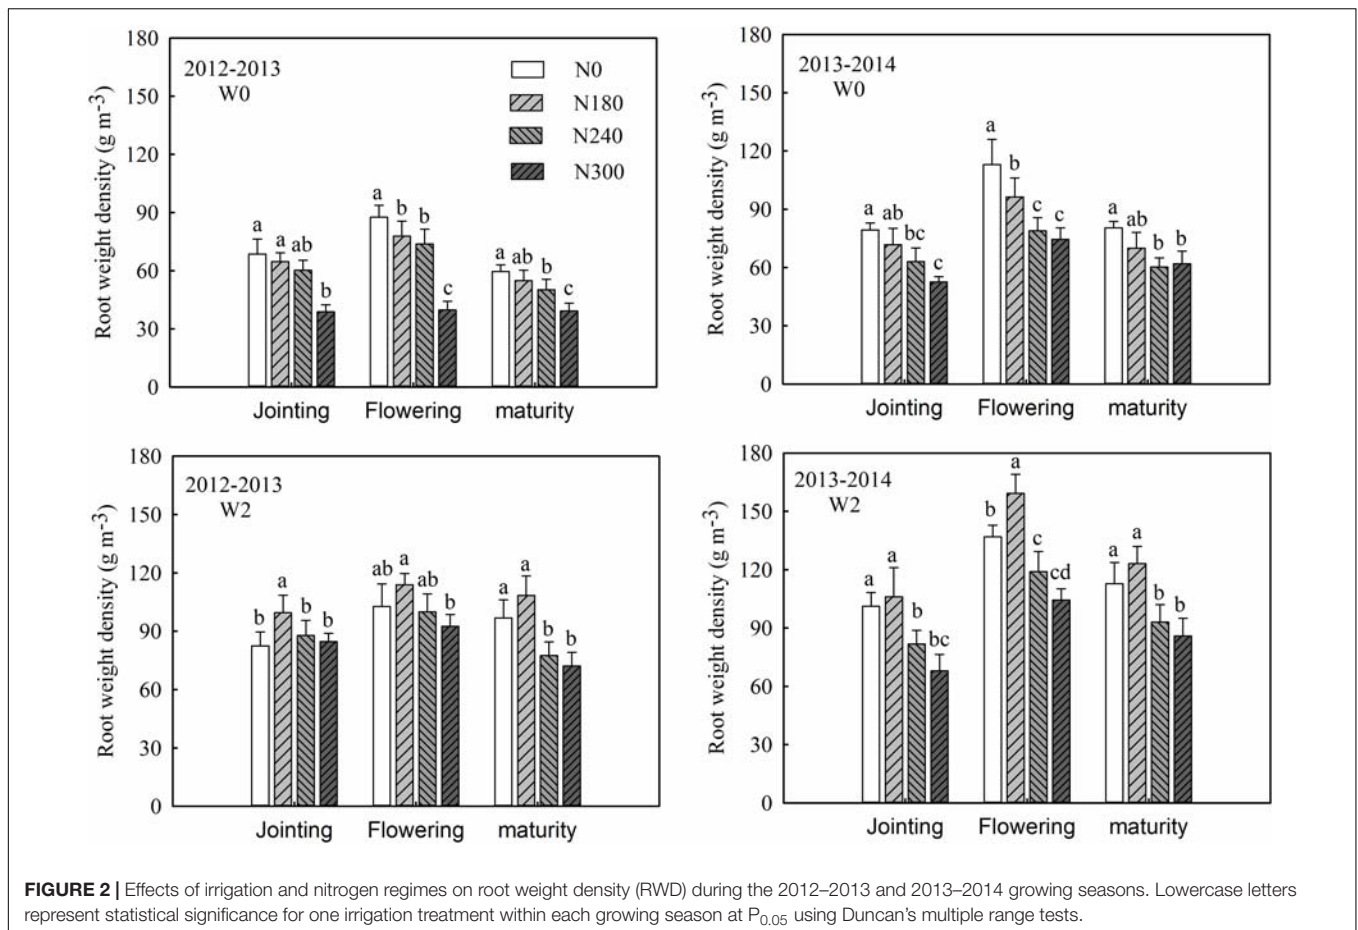 180
150
120
90
60
30
0
Root weight density (g m-3)
2012-2013
W0
N0
N180
N240
N300
a a ab b
a b b c
a ab b c
Jointing Flowering maturity
180
150
120
90
60
30
0
Root weight density (g m-3)
2013-2014
W0
a ab bc c
a b c c
a ab b b
Jointing Flowering maturity
180
150
120
90
60
30
0
Root weight density (g m-3)
2012-2013
W2
b a b b
ab a ab b
a a b b
Jointing Flowering maturity
180
150
120
90
60
30
0
Root weight density (g m-3)
2013-2014
W2
a a b bc
b a c cd
a a b b
Jointing Flowering maturity
FIGURE 2 | Effects of irrigation and nitrogen regimes on root weight density (RWD) during the 2012–2013 and 2013–2014 growing seasons. Lowercase letters
represent statistical significance for one irrigation treatment within each growing season at P0.05 using Duncan's multiple range tests.